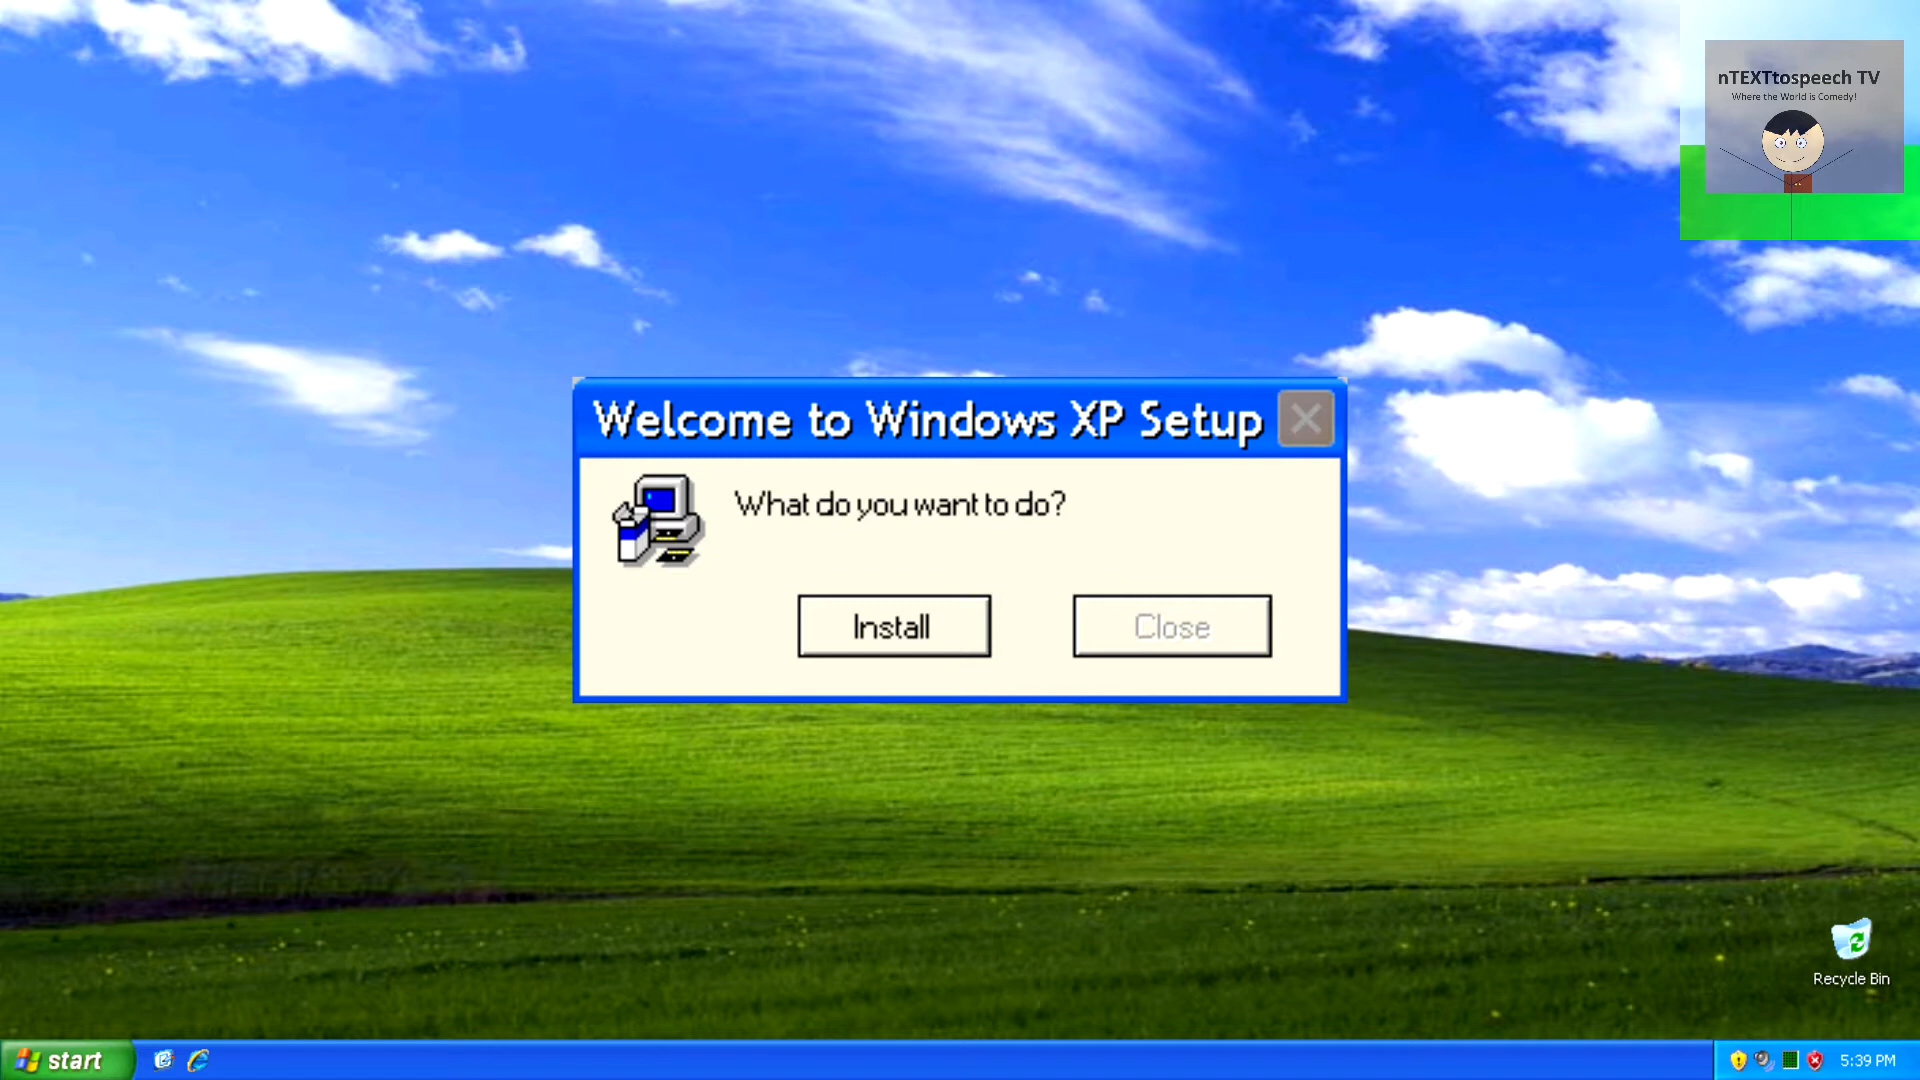 nTEXTtospeech TV
Where the World is Comedy!
Welcome to Windows XP Setup
What do you want to do?
Install
Close
Recycle Bin
start
5:39 PM